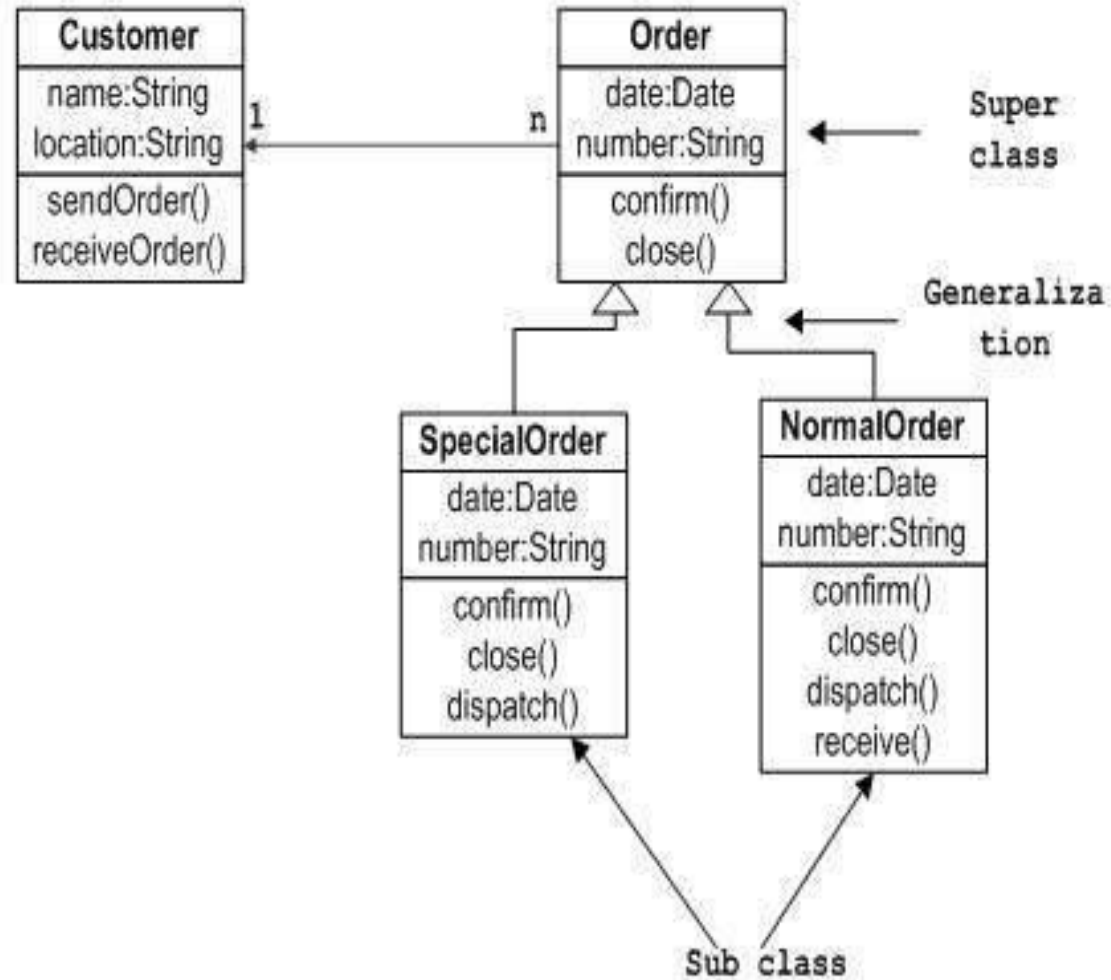 Customer
name:String
location:String
sendOrder()
receiveOrder()
1
n
Order
date:Date
number:String
confirm()
close()
Super
class
Generaliza
tion
SpecialOrder
date:Date
number:String
confirm()
close()
dispatch()
NormalOrder
date:Date
number:String
confirm()
close()
dispatch()
receive()
Sub class